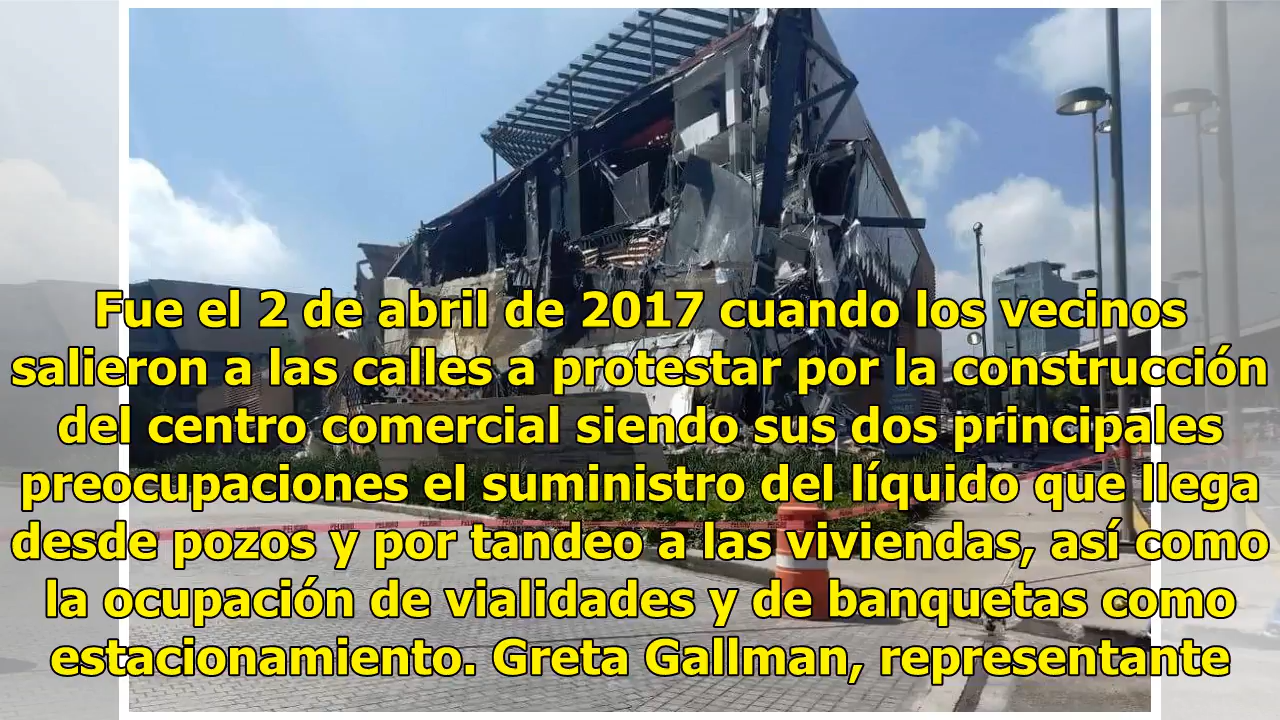 Fue el 2 de abril de 2017 cuando los vecinos
salieron a las calles a protestar por la construcción
del centro comercial siendo sus dos principales
preocupaciones el suministro del líquido que llega
desde pozos y por tandeo a las viviendas, así como
la ocupación de vialidades y de banquetas como
estacionamiento. Greta Gallman, representante
PELIGRO